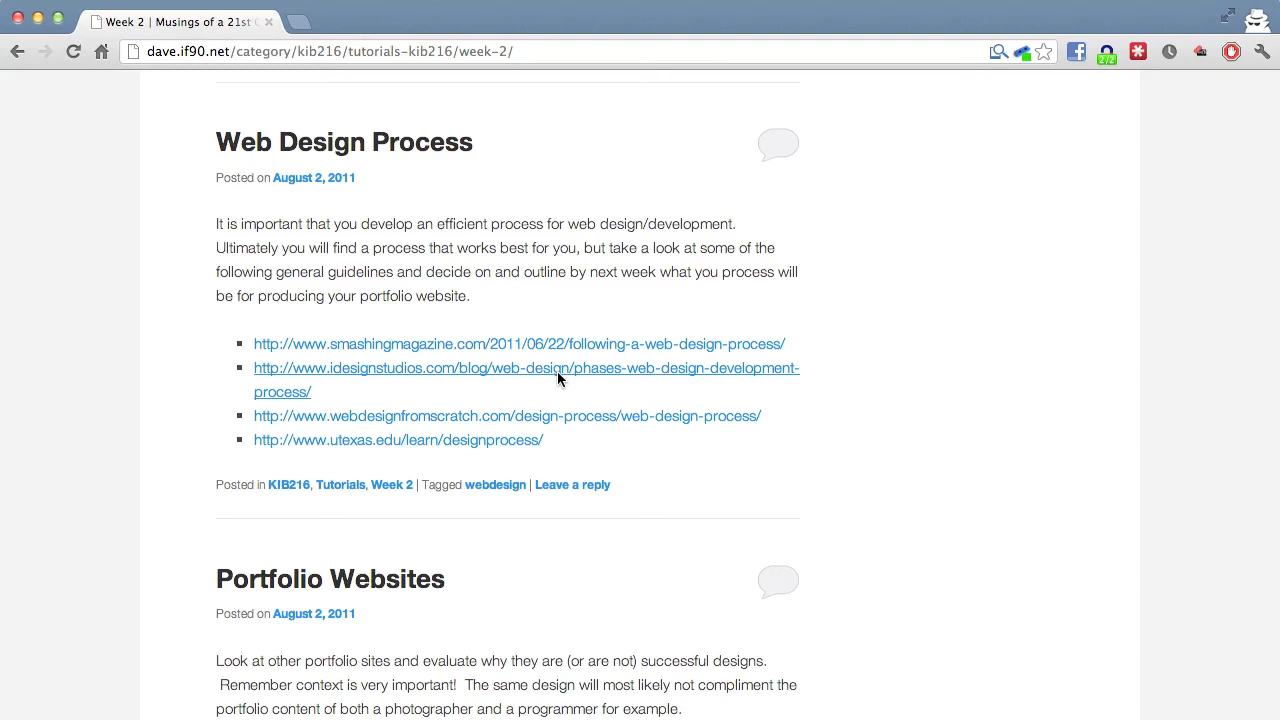 Week 2 | Musings of a 21st C
dave.if90.net/category/kib216/tutorials-kib216/week-2/
2/2
Web Design Process
Posted on August 2, 2011
It is important that you develop an efficient process for web design/development.
Ultimately you will find a process that works best for you, but take a look at some of the
following general guidelines and decide on and outline by next week what you process will
be for producing your portfolio website.
http://www.smashingmagazine.com/2011/06/22/following-a-web-design-process/
http://www.idesignstudios.com/blog/web-design/phases-web-design-development-
process/
http://www.webdesignfromscratch.com/design-process/web-design-process/
http://www.utexas.edu/learn/designprocess/
Posted in KIB216, Tutorials, Week 2 | Tagged webdesign | Leave a reply
Portfolio Websites
Posted on August 2, 2011
Look at other portfolio sites and evaluate why they are (or are not) successful designs.
Remember context is very important!  The same design will most likely not compliment the
portfolio content of both a photographer and a programmer for example.